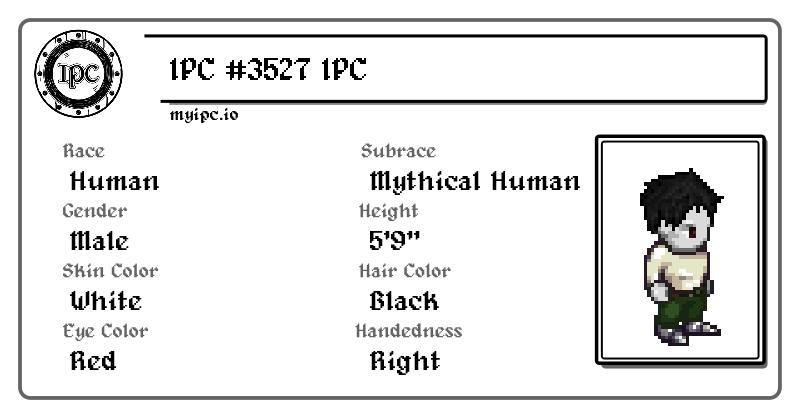 IPC
IPC #3527 IPC
myipc.io
Race
Human
Subrace
Mythical Human
Gender
Male
Height
5'9"
Skin Color
White
Hair Color
Black
Eye Color
Red
Handedness
Right